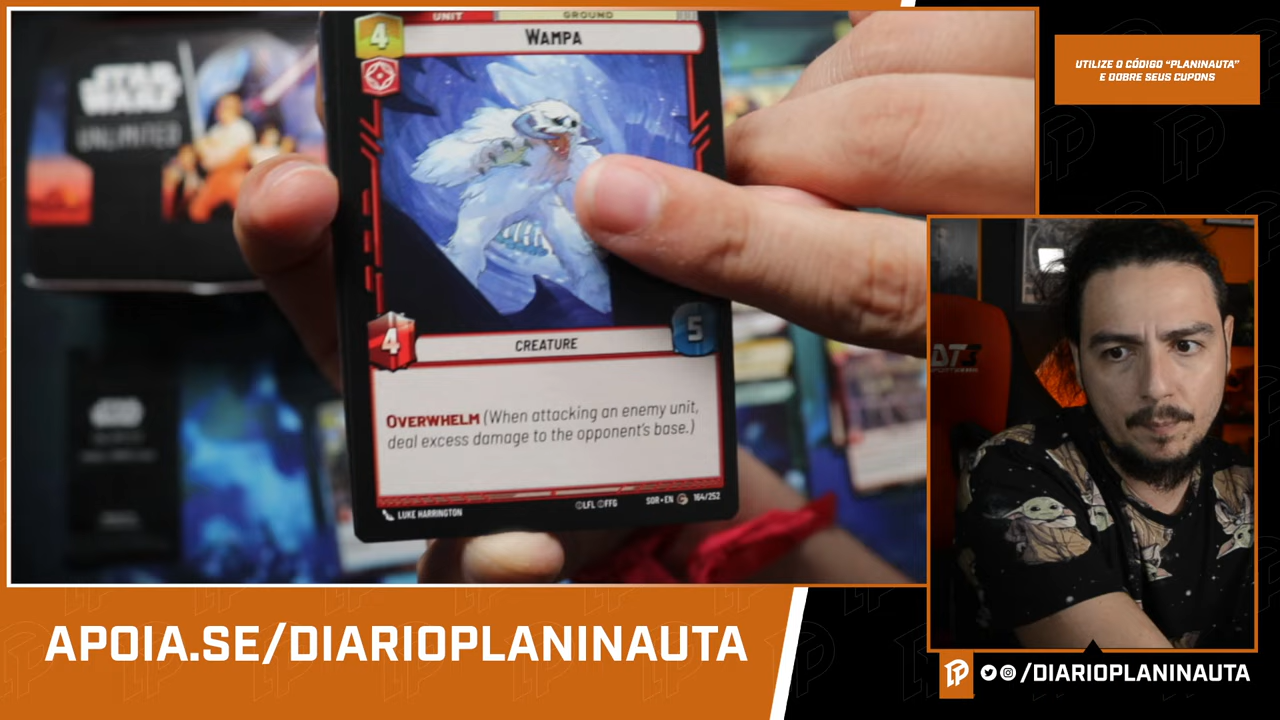 UNIT GROUND
4
WAMPA
STAR
WARS
UNLIMITED
4
CREATURE
5
OVERWHELM (When attacking an enemy unit,
deal excess damage to the opponent's base.)
LUKE HARRINGTON ©LFL ©FFG SOR • EN C 164/252
UTILIZE O CÓDIGO "PLANINAUTA"
E DOBRE SEUS CUPONS
DT3
APOIA.SE/DIARIOPLANINAUTA
/DIARIOPLANINAUTA